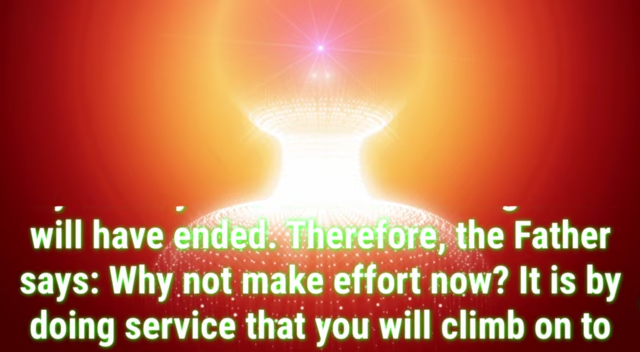 will have ended. Therefore, the Father
says: Why not make effort now? It is by
doing service that you will climb on to